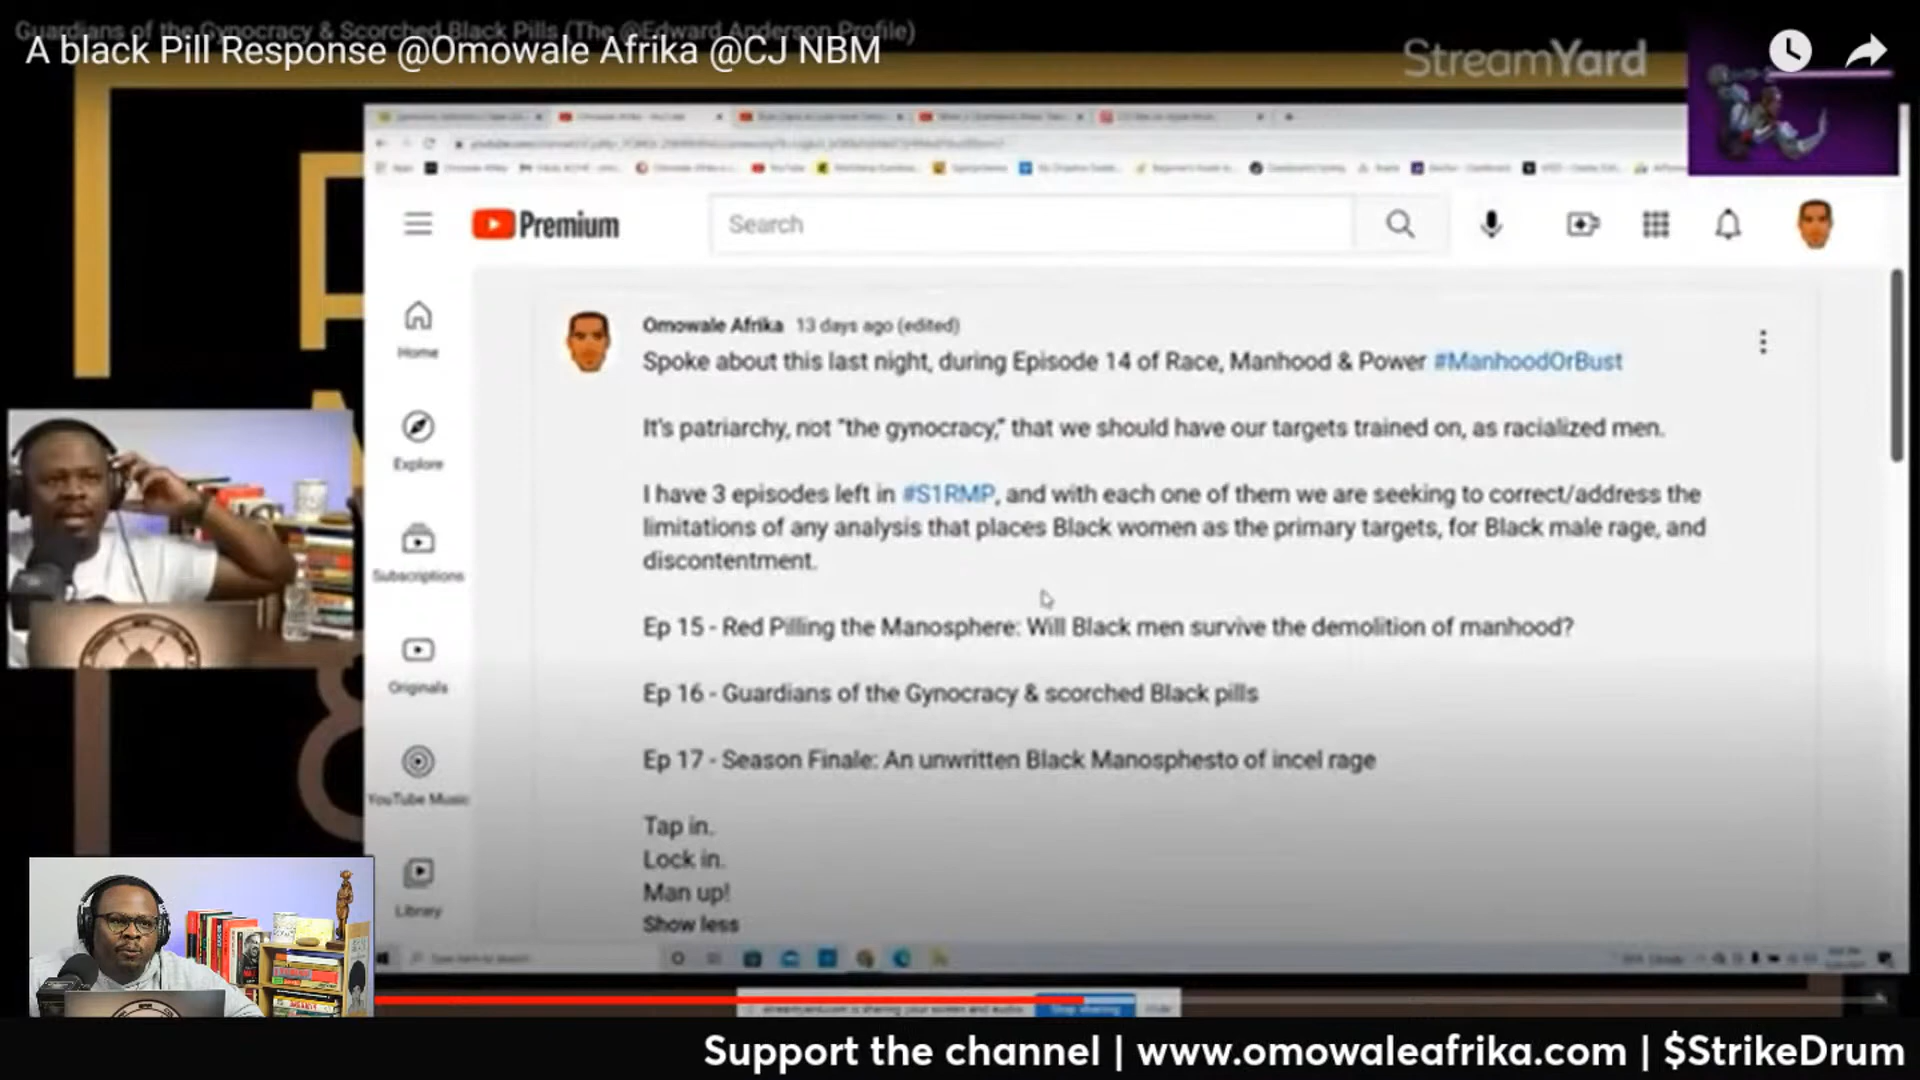 Guardians of the Gynocracy & Scorched Black Pills (The @Edward Anderson Profile)
A black Pill Response @Omowale Afrika @CJ NBM
StreamYard
Premium
Search
Omowale Afrika 13 days ago (edited)
Spoke about this last night, during Episode 14 of Race, Manhood & Power #ManhoodOrBust
It's patriarchy, not "the gynocracy," that we should have our targets trained on, as racialized men.
I have 3 episodes left in #S1RMP, and with each one of them we are seeking to correct/address the
limitations of any analysis that places Black women as the primary targets, for Black male rage, and
discontentment.
Ep 15 - Red Pilling the Manosphere: Will Black men survive the demolition of manhood?
Ep 16 - Guardians of the Gynocracy & scorched Black pills
Ep 17 - Season Finale: An unwritten Black Manosphesto of incel rage
Tap in.
Lock in.
Man up!
Show less
Home
Explore
Subscriptions
Originals
YouTube Music
Library
Type here to search
Stop sharing
Hide
Support the channel | www.omowaleafrika.com | $StrikeDrum